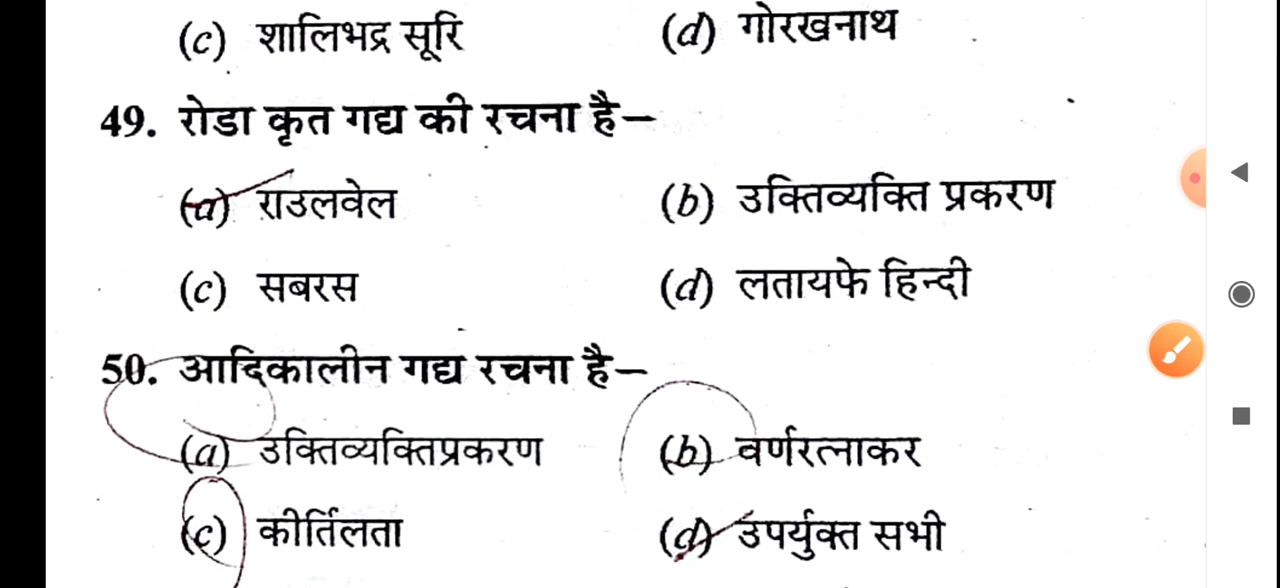 (c) शालिभद्र सूरि (d) गोरखनाथ
49. रोडा कृत गद्य की रचना है–
(a) राउलवेल (b) उक्तिव्यक्ति प्रकरण
(c) सबरस (d) लतायफे हिन्दी
50. आदिकालीन गद्य रचना है–
(a) उक्तिव्यक्तिप्रकरण (b) वर्णरत्नाकर
(c) कीर्तिलता (d) उपर्युक्त सभी